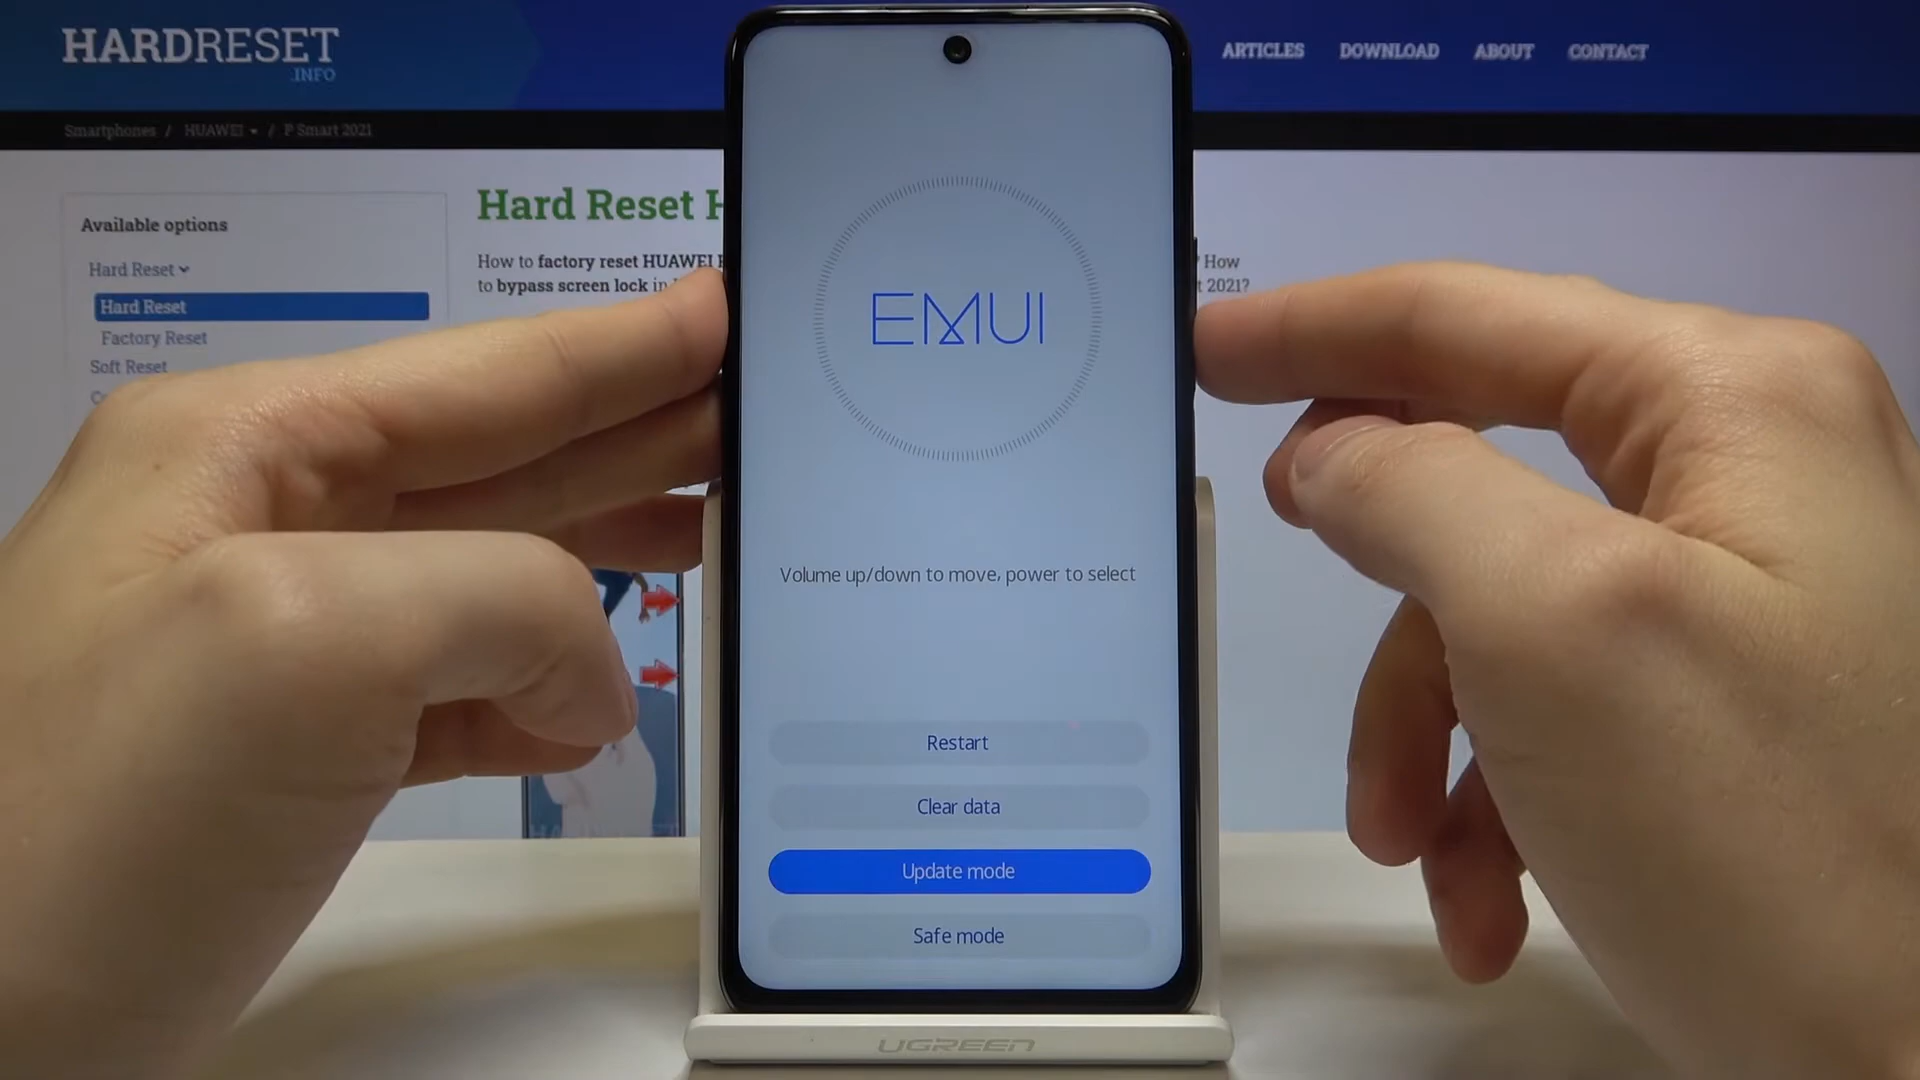 HARDRESET
.INFO
ARTICLES DOWNLOAD ABOUT CONTACT
Smartphones / HUAWEI / P Smart 2021
Available options
Hard Reset
Hard Reset
Factory Reset
Soft Reset
Hard Reset
How to factory reset HUAWEI
to bypass screen lock in
? How
2021?
EMUI
Volume up/down to move, power to select
Restart
Clear data
Update mode
Safe mode
UGREEN